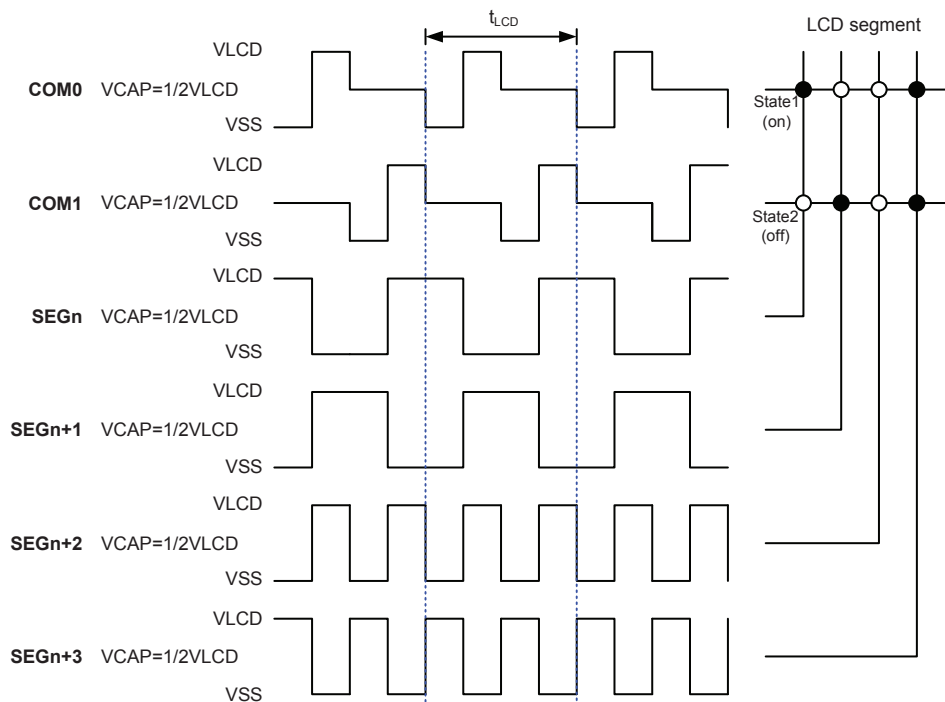 tLCD
LCD segment
VLCD
COM0 VCAP=1/2VLCD
VSS
State1
(on)
VLCD
COM1 VCAP=1/2VLCD
VSS
State2
(off)
VLCD
SEGn VCAP=1/2VLCD
VSS
VLCD
SEGn+1 VCAP=1/2VLCD
VSS
VLCD
SEGn+2 VCAP=1/2VLCD
VSS
VLCD
SEGn+3 VCAP=1/2VLCD
VSS